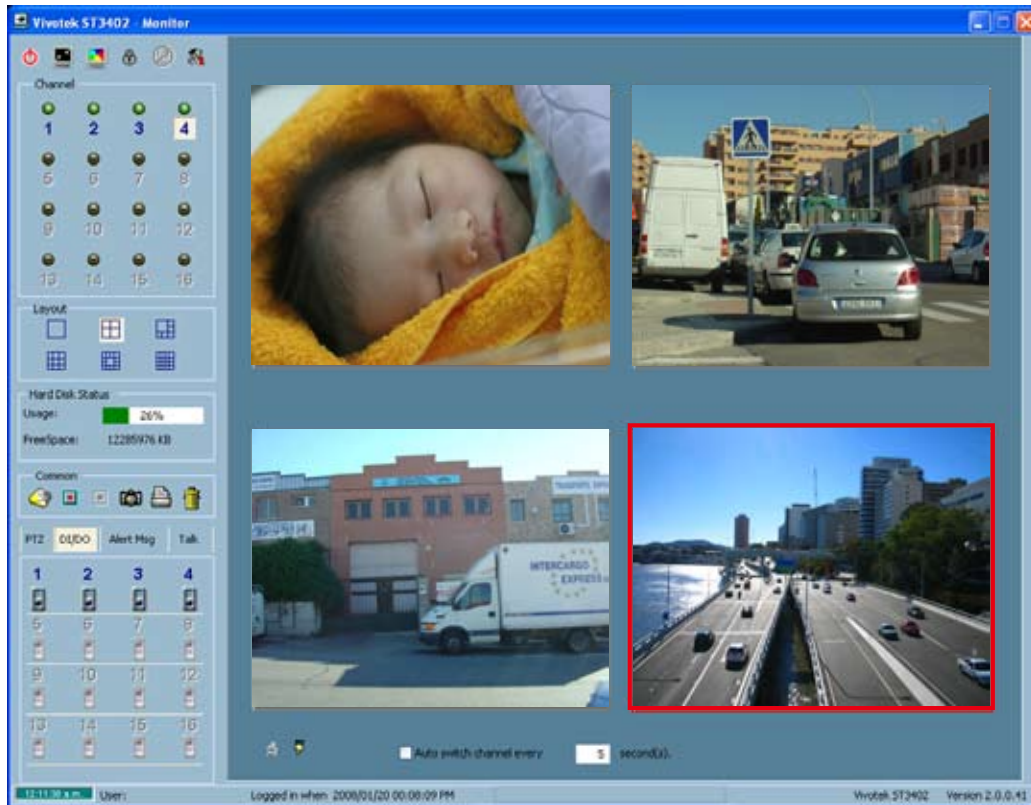 Vivotek ST3402 - Monitor
Channel
1 2 3 4
5 6 7 8
9 10 11 12
13 14 15 16
Layout
Hard Disk Status
Usage: 26%
FreeSpace: 12285976 KB
Common
PTZ DI/DO Alert Msg Talk
1 2 3 4
5 6 7 8
9 10 11 12
13 14 15 16
INTERCARGO
EXPRESS
Auto switch channel every 5 second(s).
12:11:38 a.m. User: Logged in when 2008/01/20 00:08:09 PM Vivotek ST3402 Version 2.0.0.41